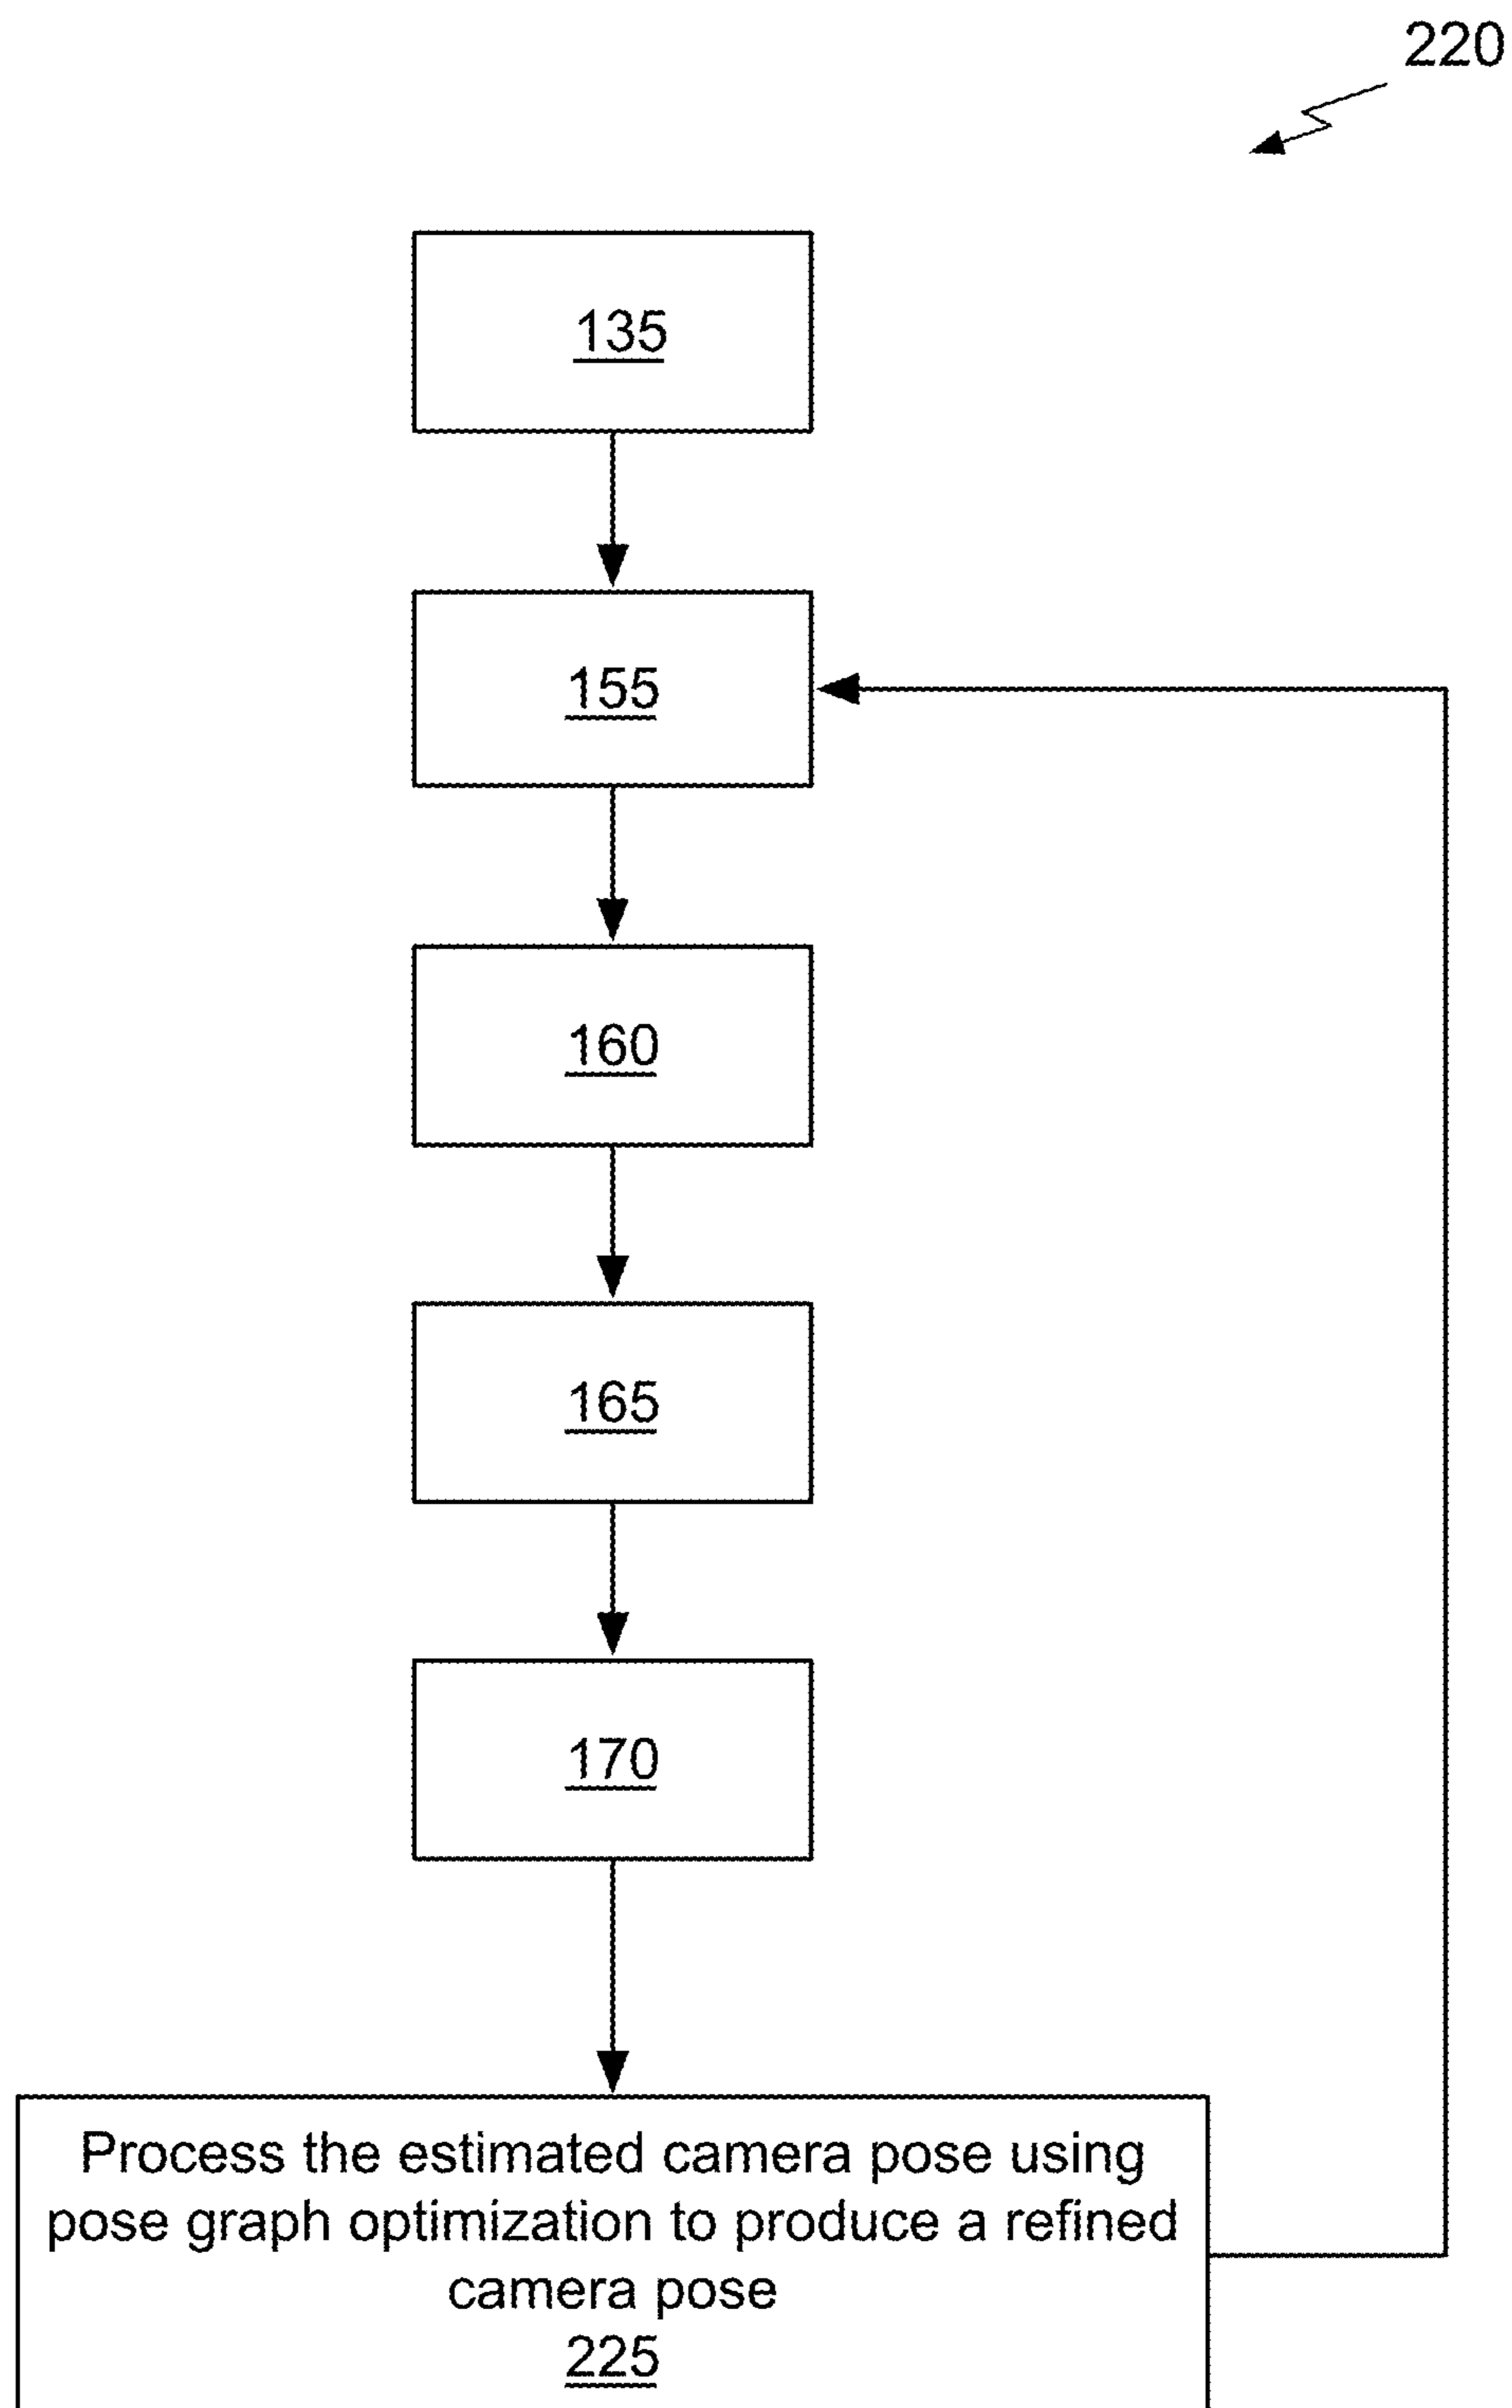 220
135
155
160
165
170
Process the estimated camera pose using
pose graph optimization to produce a refined
camera pose
225